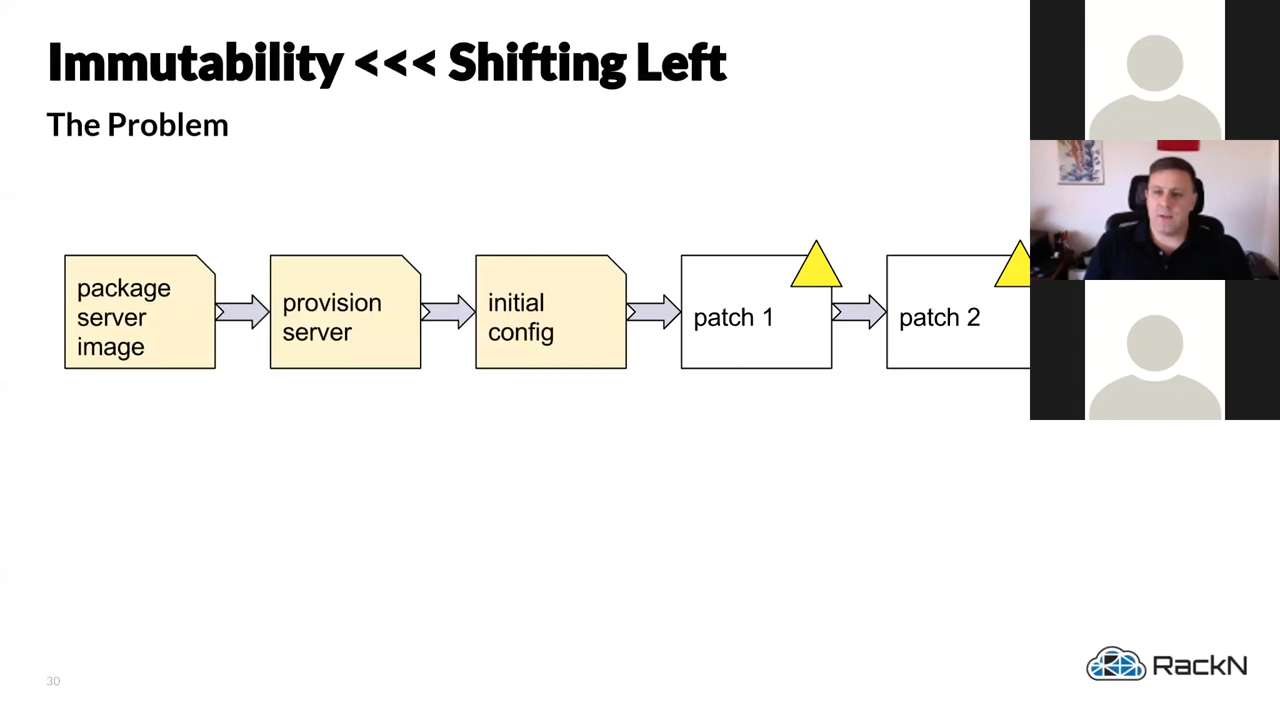 Immutability <<< Shifting Left
The Problem
package
server
image
provision
server
initial
config
patch 1
patch 2
30
RackN